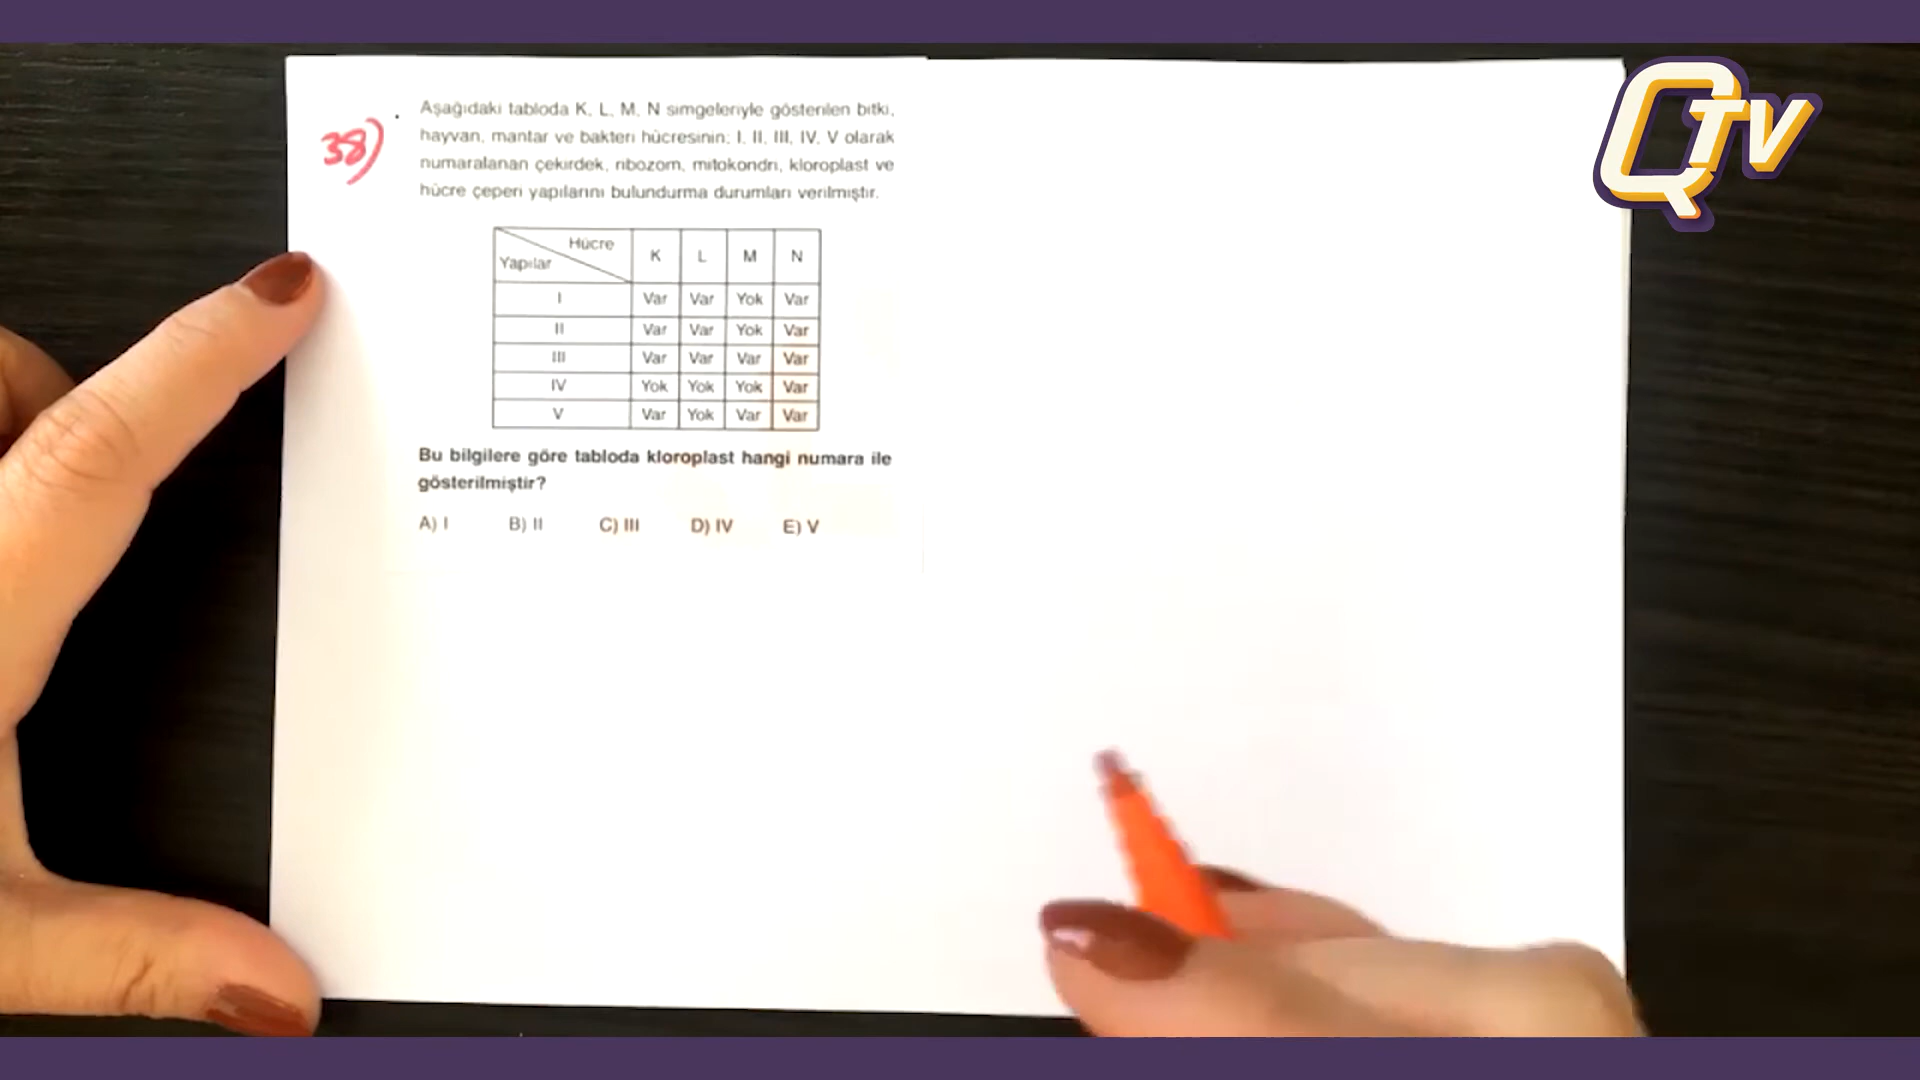 QTV
38)
Aşağıdaki tabloda K, L, M, N simgeleriyle gösterilen bitki,
hayvan, mantar ve bakteri hücresinin; I, II, III, IV, V olarak
numaralanan çekirdek, ribozom, mitokondri, kloroplast ve
hücre çeperi yapılarını bulundurma durumları verilmiştir.
Hücre K L M N
Yapılar
I Var Var Yok Var
II Var Var Yok Var
III Var Var Var Var
IV Yok Yok Yok Var
V Var Yok Var Var
Bu bilgilere göre tabloda kloroplast hangi numara ile
gösterilmiştir?
A) I B) II C) III D) IV E) V